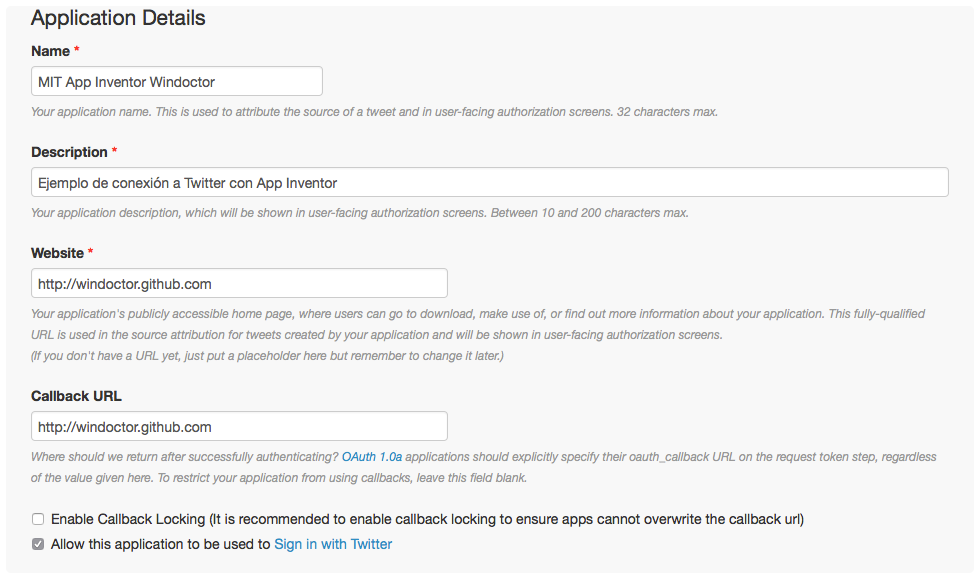 Application Details
Name *
MIT App Inventor Windoctor
Your application name. This is used to attribute the source of a tweet and in user-facing authorization screens. 32 characters max.
Description *
Ejemplo de conexión a Twitter con App Inventor
Your application description, which will be shown in user-facing authorization screens. Between 10 and 200 characters max.
Website *
http://windoctor.github.com
Your application's publicly accessible home page, where users can go to download, make use of, or find out more information about your application. This fully-qualified
URL is used in the source attribution for tweets created by your application and will be shown in user-facing authorization screens.
(If you don't have a URL yet, just put a placeholder here but remember to change it later.)
Callback URL
http://windoctor.github.com
Where should we return after successfully authenticating? OAuth 1.0a applications should explicitly specify their oauth_callback URL on the request token step, regardless
of the value given here. To restrict your application from using callbacks, leave this field blank.
Enable Callback Locking (It is recommended to enable callback locking to ensure apps cannot overwrite the callback url)
Allow this application to be used to Sign in with Twitter